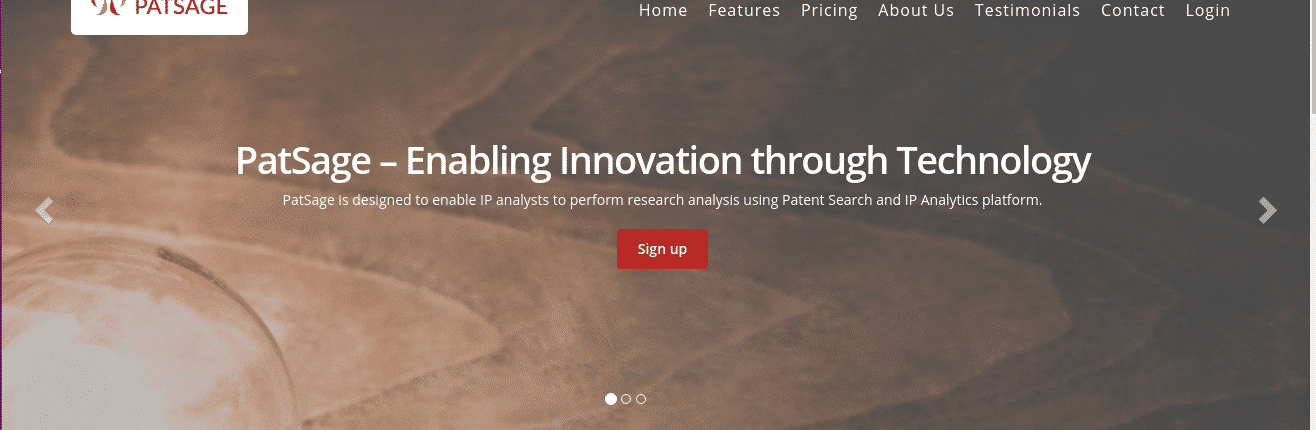 PATSAGE
Home Features Pricing About Us Testimonials Contact Login
PatSage – Enabling Innovation through Technology
PatSage is designed to enable IP analysts to perform research analysis using Patent Search and IP Analytics platform.
Sign up